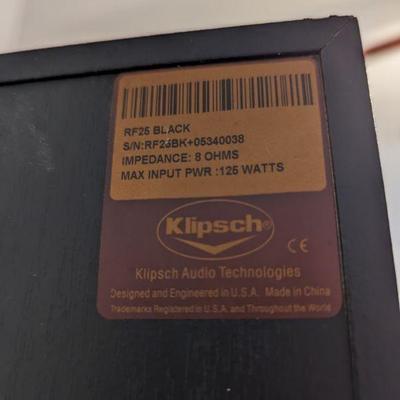 RF25 BLACK
S/N:RF25BK+05340038
IMPEDANCE: 8 OHMS
MAX INPUT PWR :125 WATTS
Klipsch®
CE
Klipsch Audio Technologies
Designed and Engineered in U.S.A. Made in China
Trademarks Registered in U.S.A. and Throughout the World